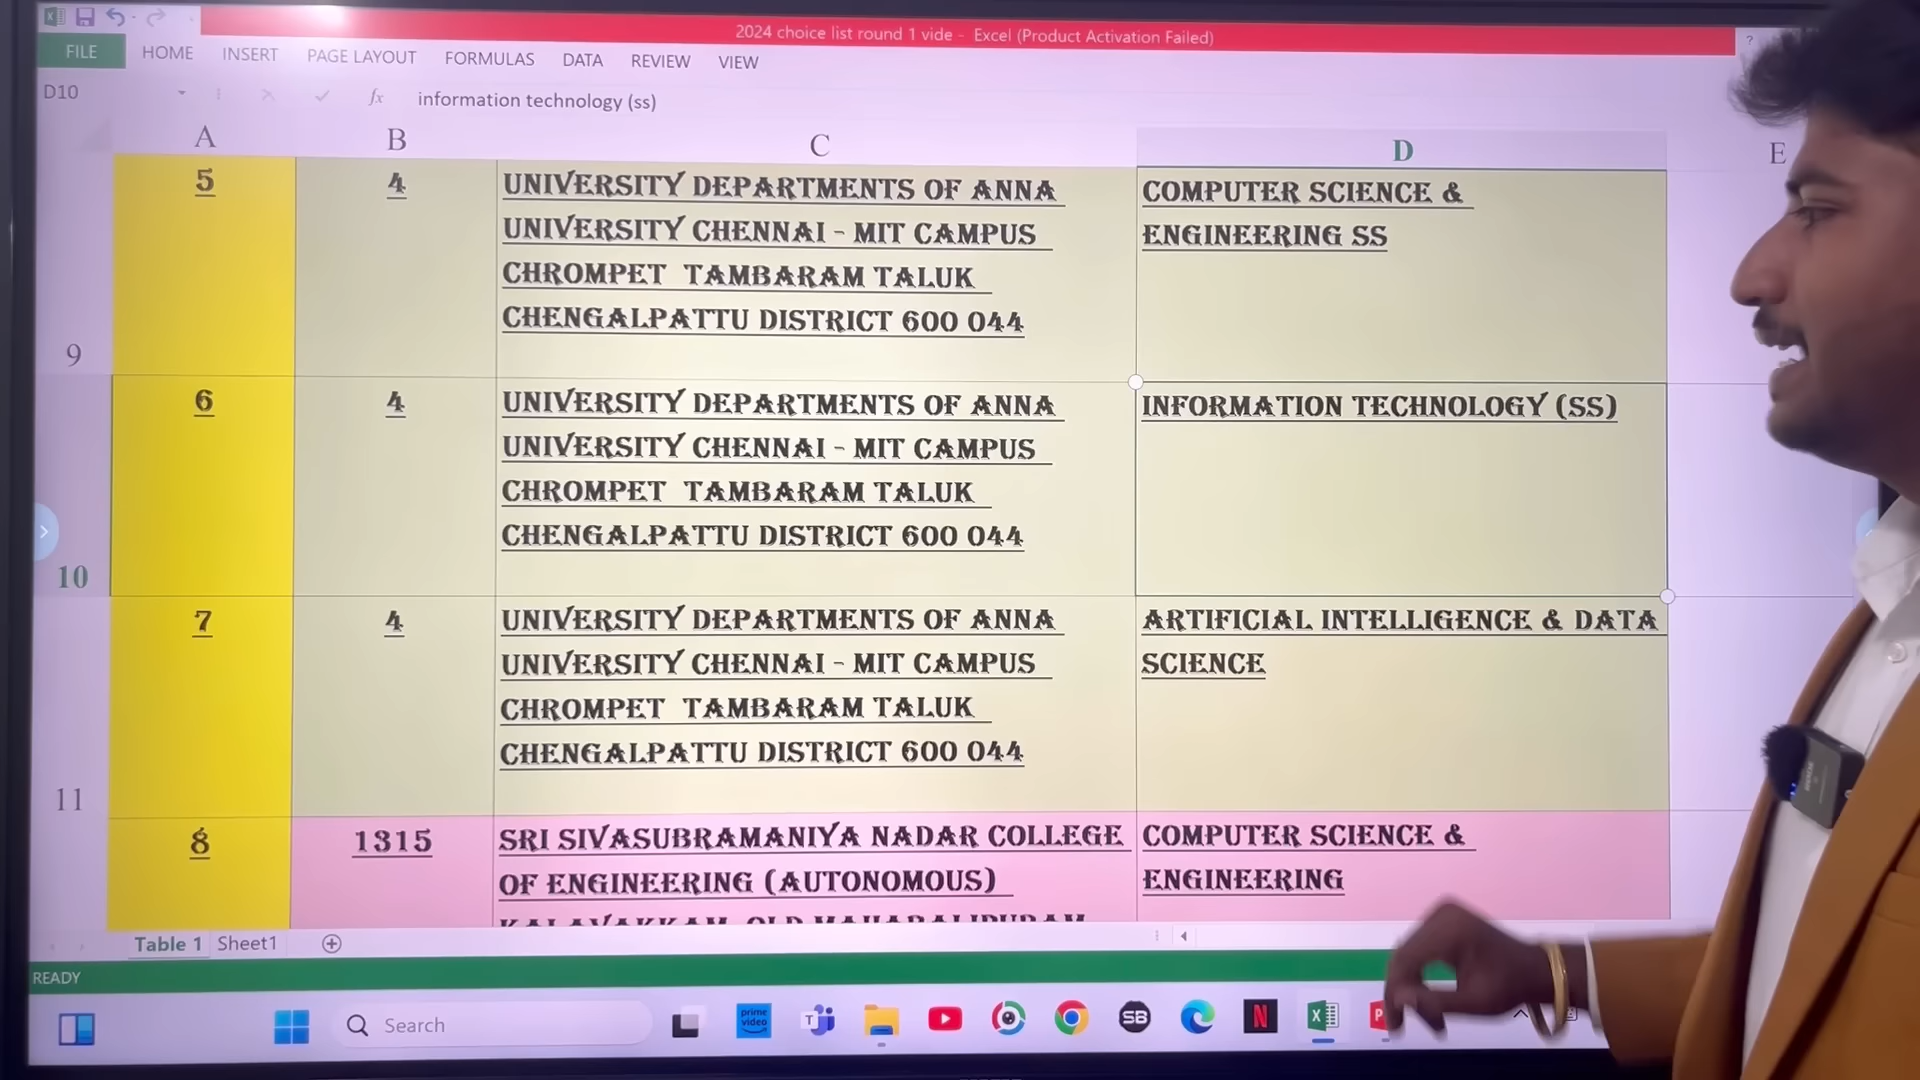 2024 choice list round 1 vide - Excel (Product Activation Failed)
?
FILE HOME INSERT PAGE LAYOUT FORMULAS DATA REVIEW VIEW
D10 fx information technology (ss)
A B C D E
5 4 UNIVERSITY DEPARTMENTS OF ANNA COMPUTER SCIENCE &
UNIVERSITY CHENNAI - MIT CAMPUS ENGINEERING SS
CHROMPET TAMBARAM TALUK
CHENGALPATTU DISTRICT 600 044
9
6 4 UNIVERSITY DEPARTMENTS OF ANNA INFORMATION TECHNOLOGY (SS)
UNIVERSITY CHENNAI - MIT CAMPUS
CHROMPET TAMBARAM TALUK
CHENGALPATTU DISTRICT 600 044
10
7 4 UNIVERSITY DEPARTMENTS OF ANNA ARTIFICIAL INTELLIGENCE & DATA
UNIVERSITY CHENNAI - MIT CAMPUS SCIENCE
CHROMPET TAMBARAM TALUK
CHENGALPATTU DISTRICT 600 044
11
8 1315 SRI SIVASUBRAMANIYA NADAR COLLEGE COMPUTER SCIENCE &
OF ENGINEERING (AUTONOMOUS) ENGINEERING
Table 1 Sheet1
READY
Search
prime video
T
SB
N
X
P